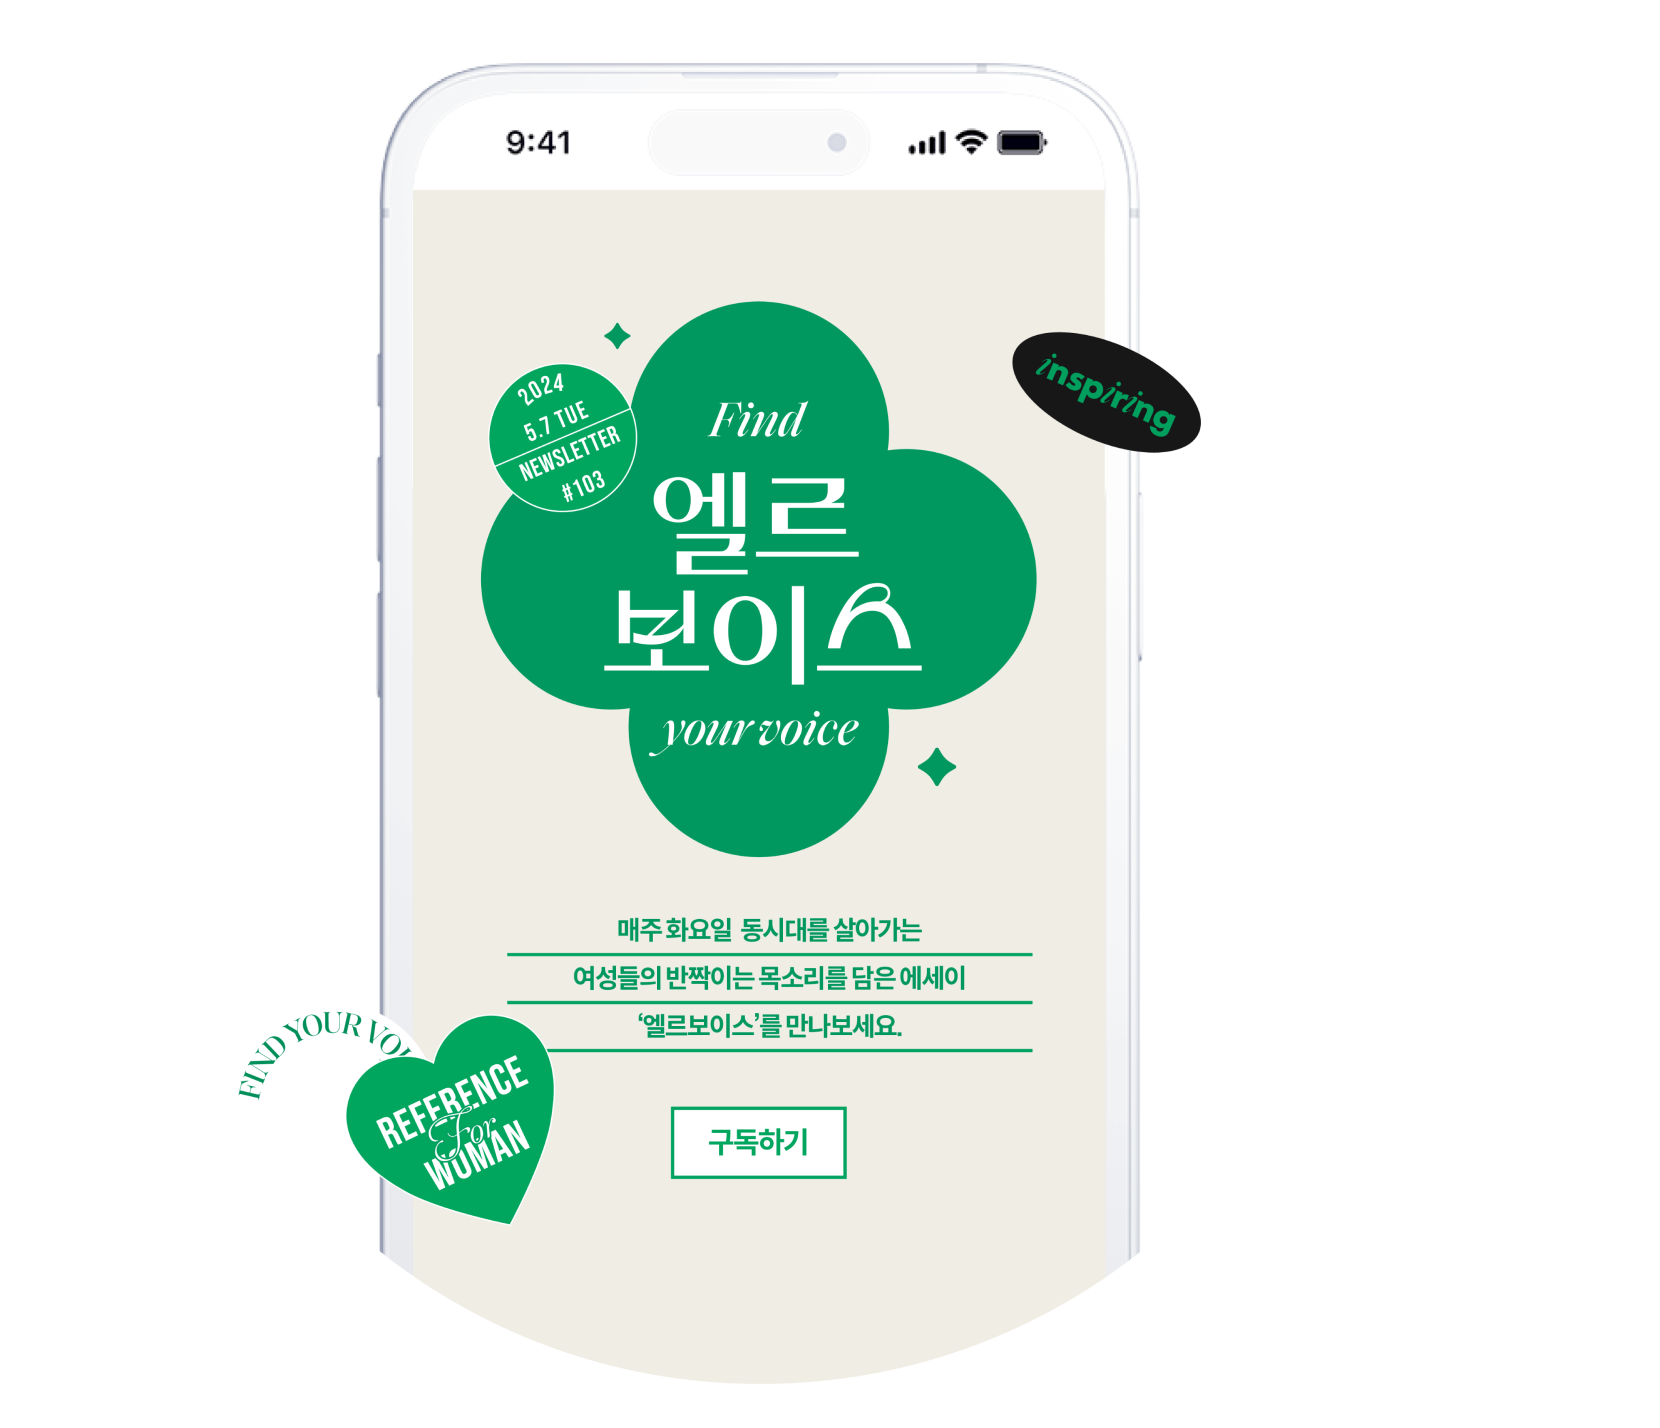 9:41
2024
5.7 TUE
NEWSLETTER
#103
Find
엘르
보이스
your voice
inspiring
매주 화요일 동시대를 살아가는
여성들의 반짝이는 목소리를 담은 에세이
‘엘르보이스’를 만나보세요.
FIND YOUR
REFERENCE
For
WOMAN
구독하기